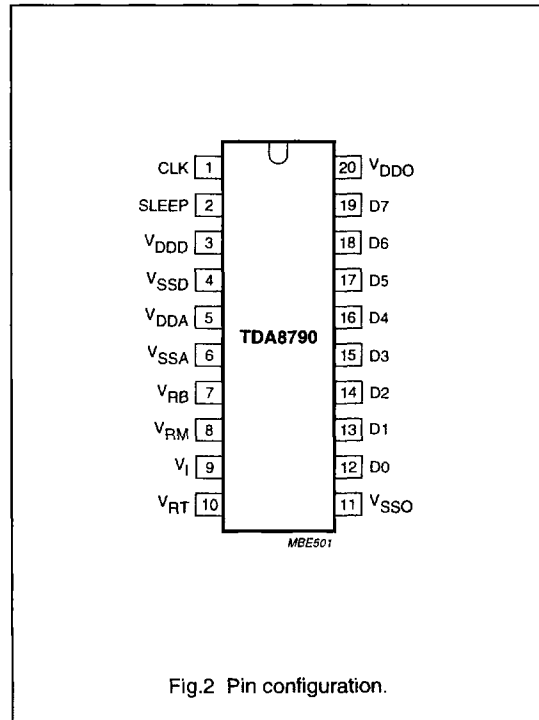 CLK 1 20 VDDO
SLEEP 2 19 D7
VDDD 3 18 D6
VSSD 4 17 D5
VDDA 5 16 D4
TDA8790
VSSA 6 15 D3
VRB 7 14 D2
VRM 8 13 D1
VI 9 12 D0
VRT 10 11 VSSO
MBE501
Fig.2 Pin configuration.